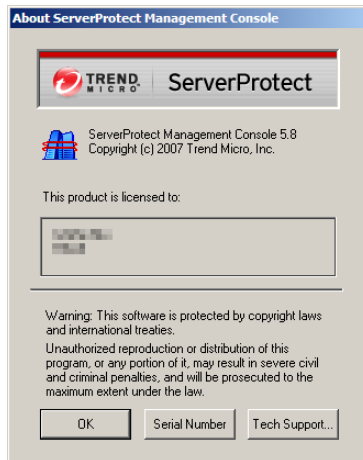 About ServerProtect Management Console
TREND MICRO ServerProtect
ServerProtect Management Console 5.8
Copyright (c) 2007 Trend Micro, Inc.
This product is licensed to:
Warning: This software is protected by copyright laws
and international treaties.
Unauthorized reproduction or distribution of this
program, or any portion of it, may result in severe civil
and criminal penalties, and will be prosecuted to the
maximum extent under the law.
OK Serial Number Tech Support...